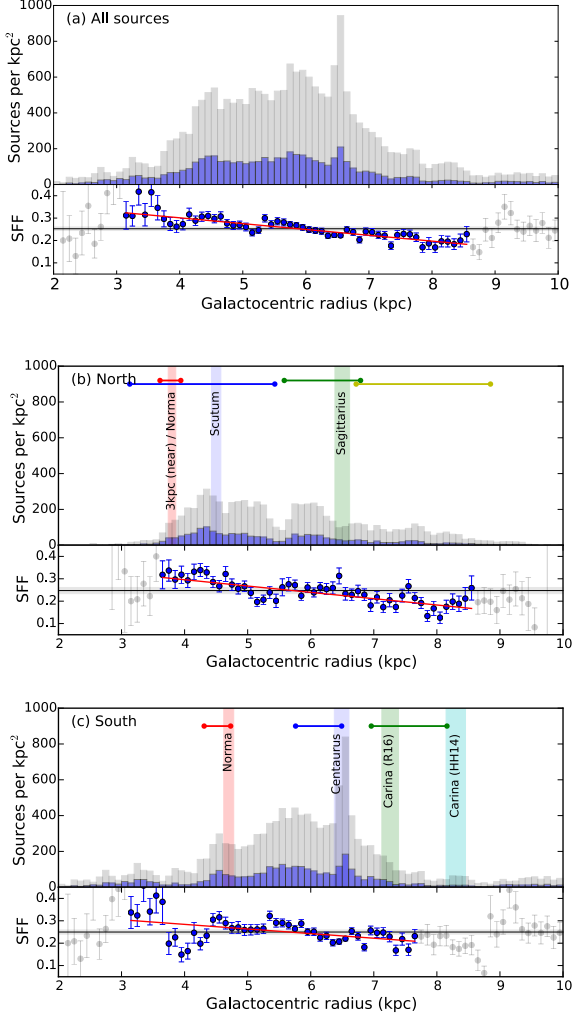 (a) All sources
Sources per kpc²
1000
800
600
400
200
0
SFF
0.4
0.3
0.2
0.1
2 3 4 5 6 7 8 9 10
Galactocentric radius (kpc)
(b) North
Sources per kpc²
1000
800
600
400
200
0
3kpc (near) / Norma
Scutum
Sagittarius
SFF
0.4
0.3
0.2
0.1
2 3 4 5 6 7 8 9 10
Galactocentric radius (kpc)
(c) South
Sources per kpc²
1000
800
600
400
200
0
Norma
Centaurus
Carina (R16)
Carina (HH14)
SFF
0.4
0.3
0.2
0.1
2 3 4 5 6 7 8 9 10
Galactocentric radius (kpc)